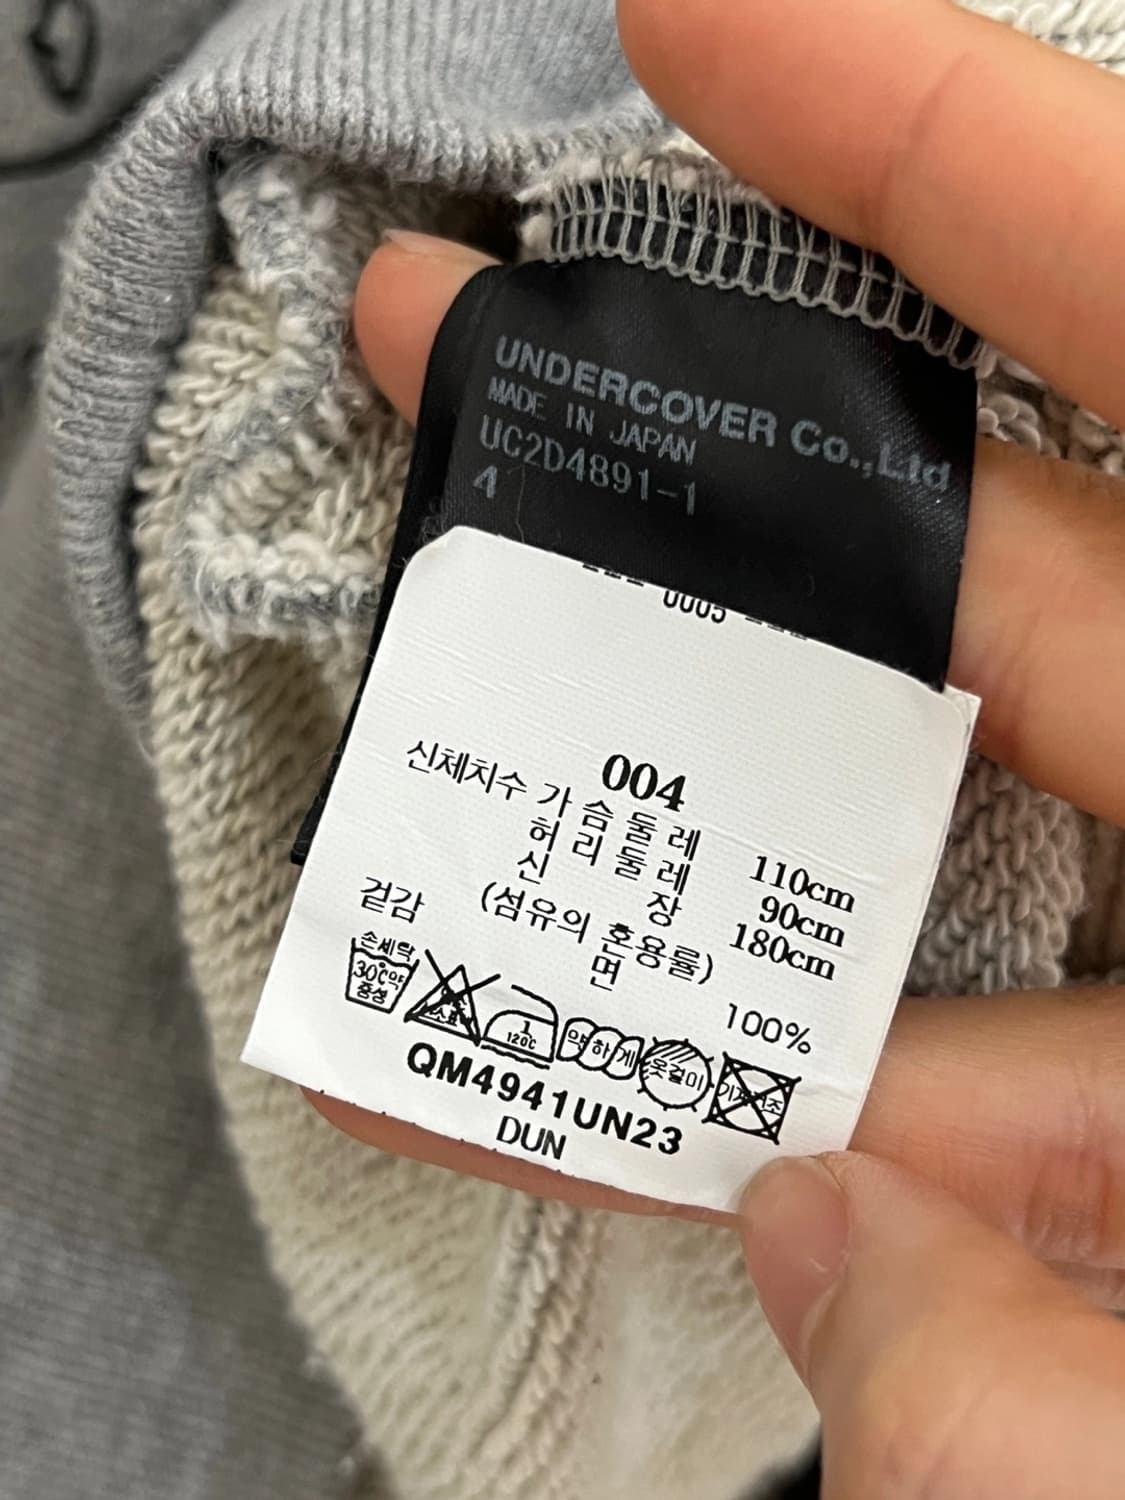 UNDERCOVER Co.,Ltd
MADE IN JAPAN
UC2D4891-1
4
0005
004
신체치수 가슴둘레 110cm
허리둘레 90cm
신장 180cm
겉감 (섬유의 혼용률)
면 100%
손세탁
30℃약
중성
1
120℃
약하게
옷걸이
QM4941UN23
DUN